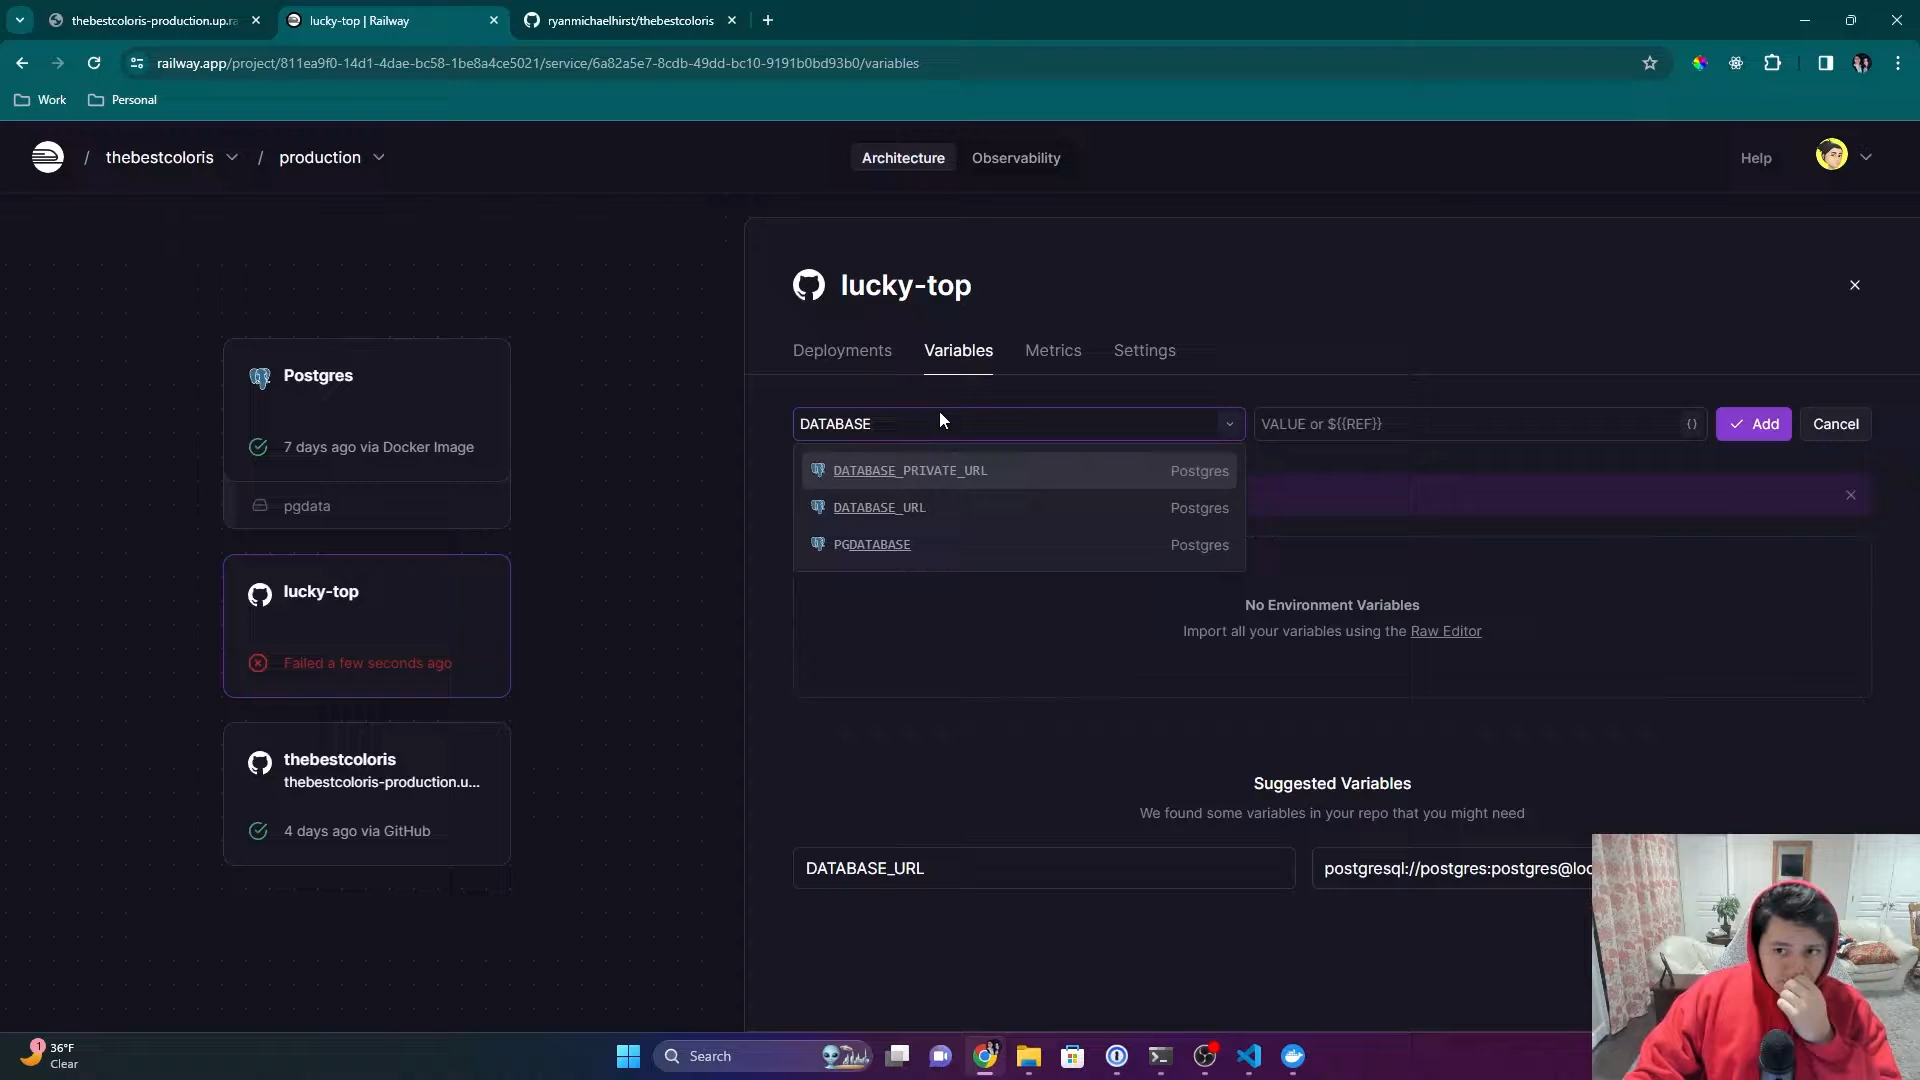 thebestcoloris-production.up.ra
lucky-top | Railway
ryanmichaelhirst/thebestcoloris
railway.app/project/811ea9f0-14d1-4dae-bc58-1be8a4ce5021/service/6a82a5e7-8cdb-49dd-bc10-9191b0bd93b0/variables
Work
Personal
/ thebestcoloris / production
Architecture
Observability
Help
lucky-top
Deployments
Variables
Metrics
Settings
DATABASE
VALUE or ${{REF}}
{}
Add
Cancel
DATABASE_PRIVATE_URL Postgres
DATABASE_URL Postgres
PGDATABASE Postgres
No Environment Variables
Import all your variables using the Raw Editor
Suggested Variables
We found some variables in your repo that you might need
DATABASE_URL
postgresql://postgres:postgres@loc
Postgres
7 days ago via Docker Image
pgdata
lucky-top
Failed a few seconds ago
thebestcoloris
thebestcoloris-production.u...
4 days ago via GitHub
1
36°F
Clear
Search